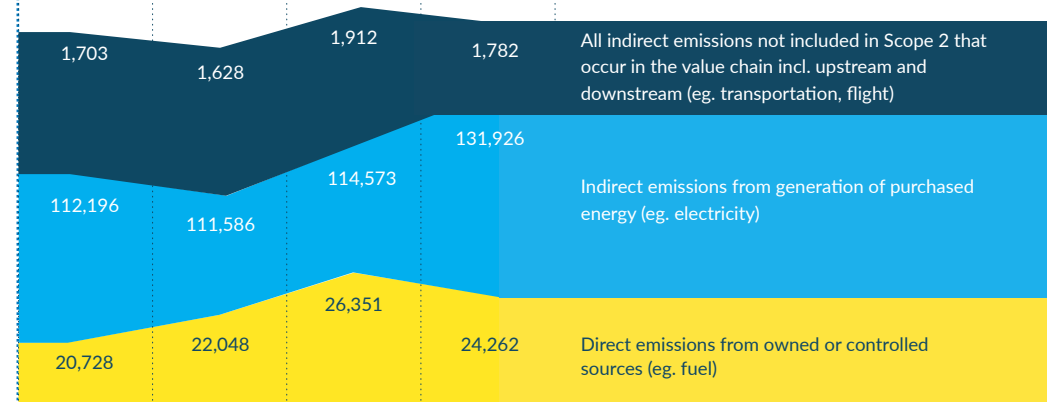 1,703
1,628
1,912
1,782
All indirect emissions not included in Scope 2 that
occur in the value chain incl. upstream and
downstream (eg. transportation, flight)
112,196
111,586
114,573
131,926
Indirect emissions from generation of purchased
energy (eg. electricity)
20,728
22,048
26,351
24,262
Direct emissions from owned or controlled
sources (eg. fuel)